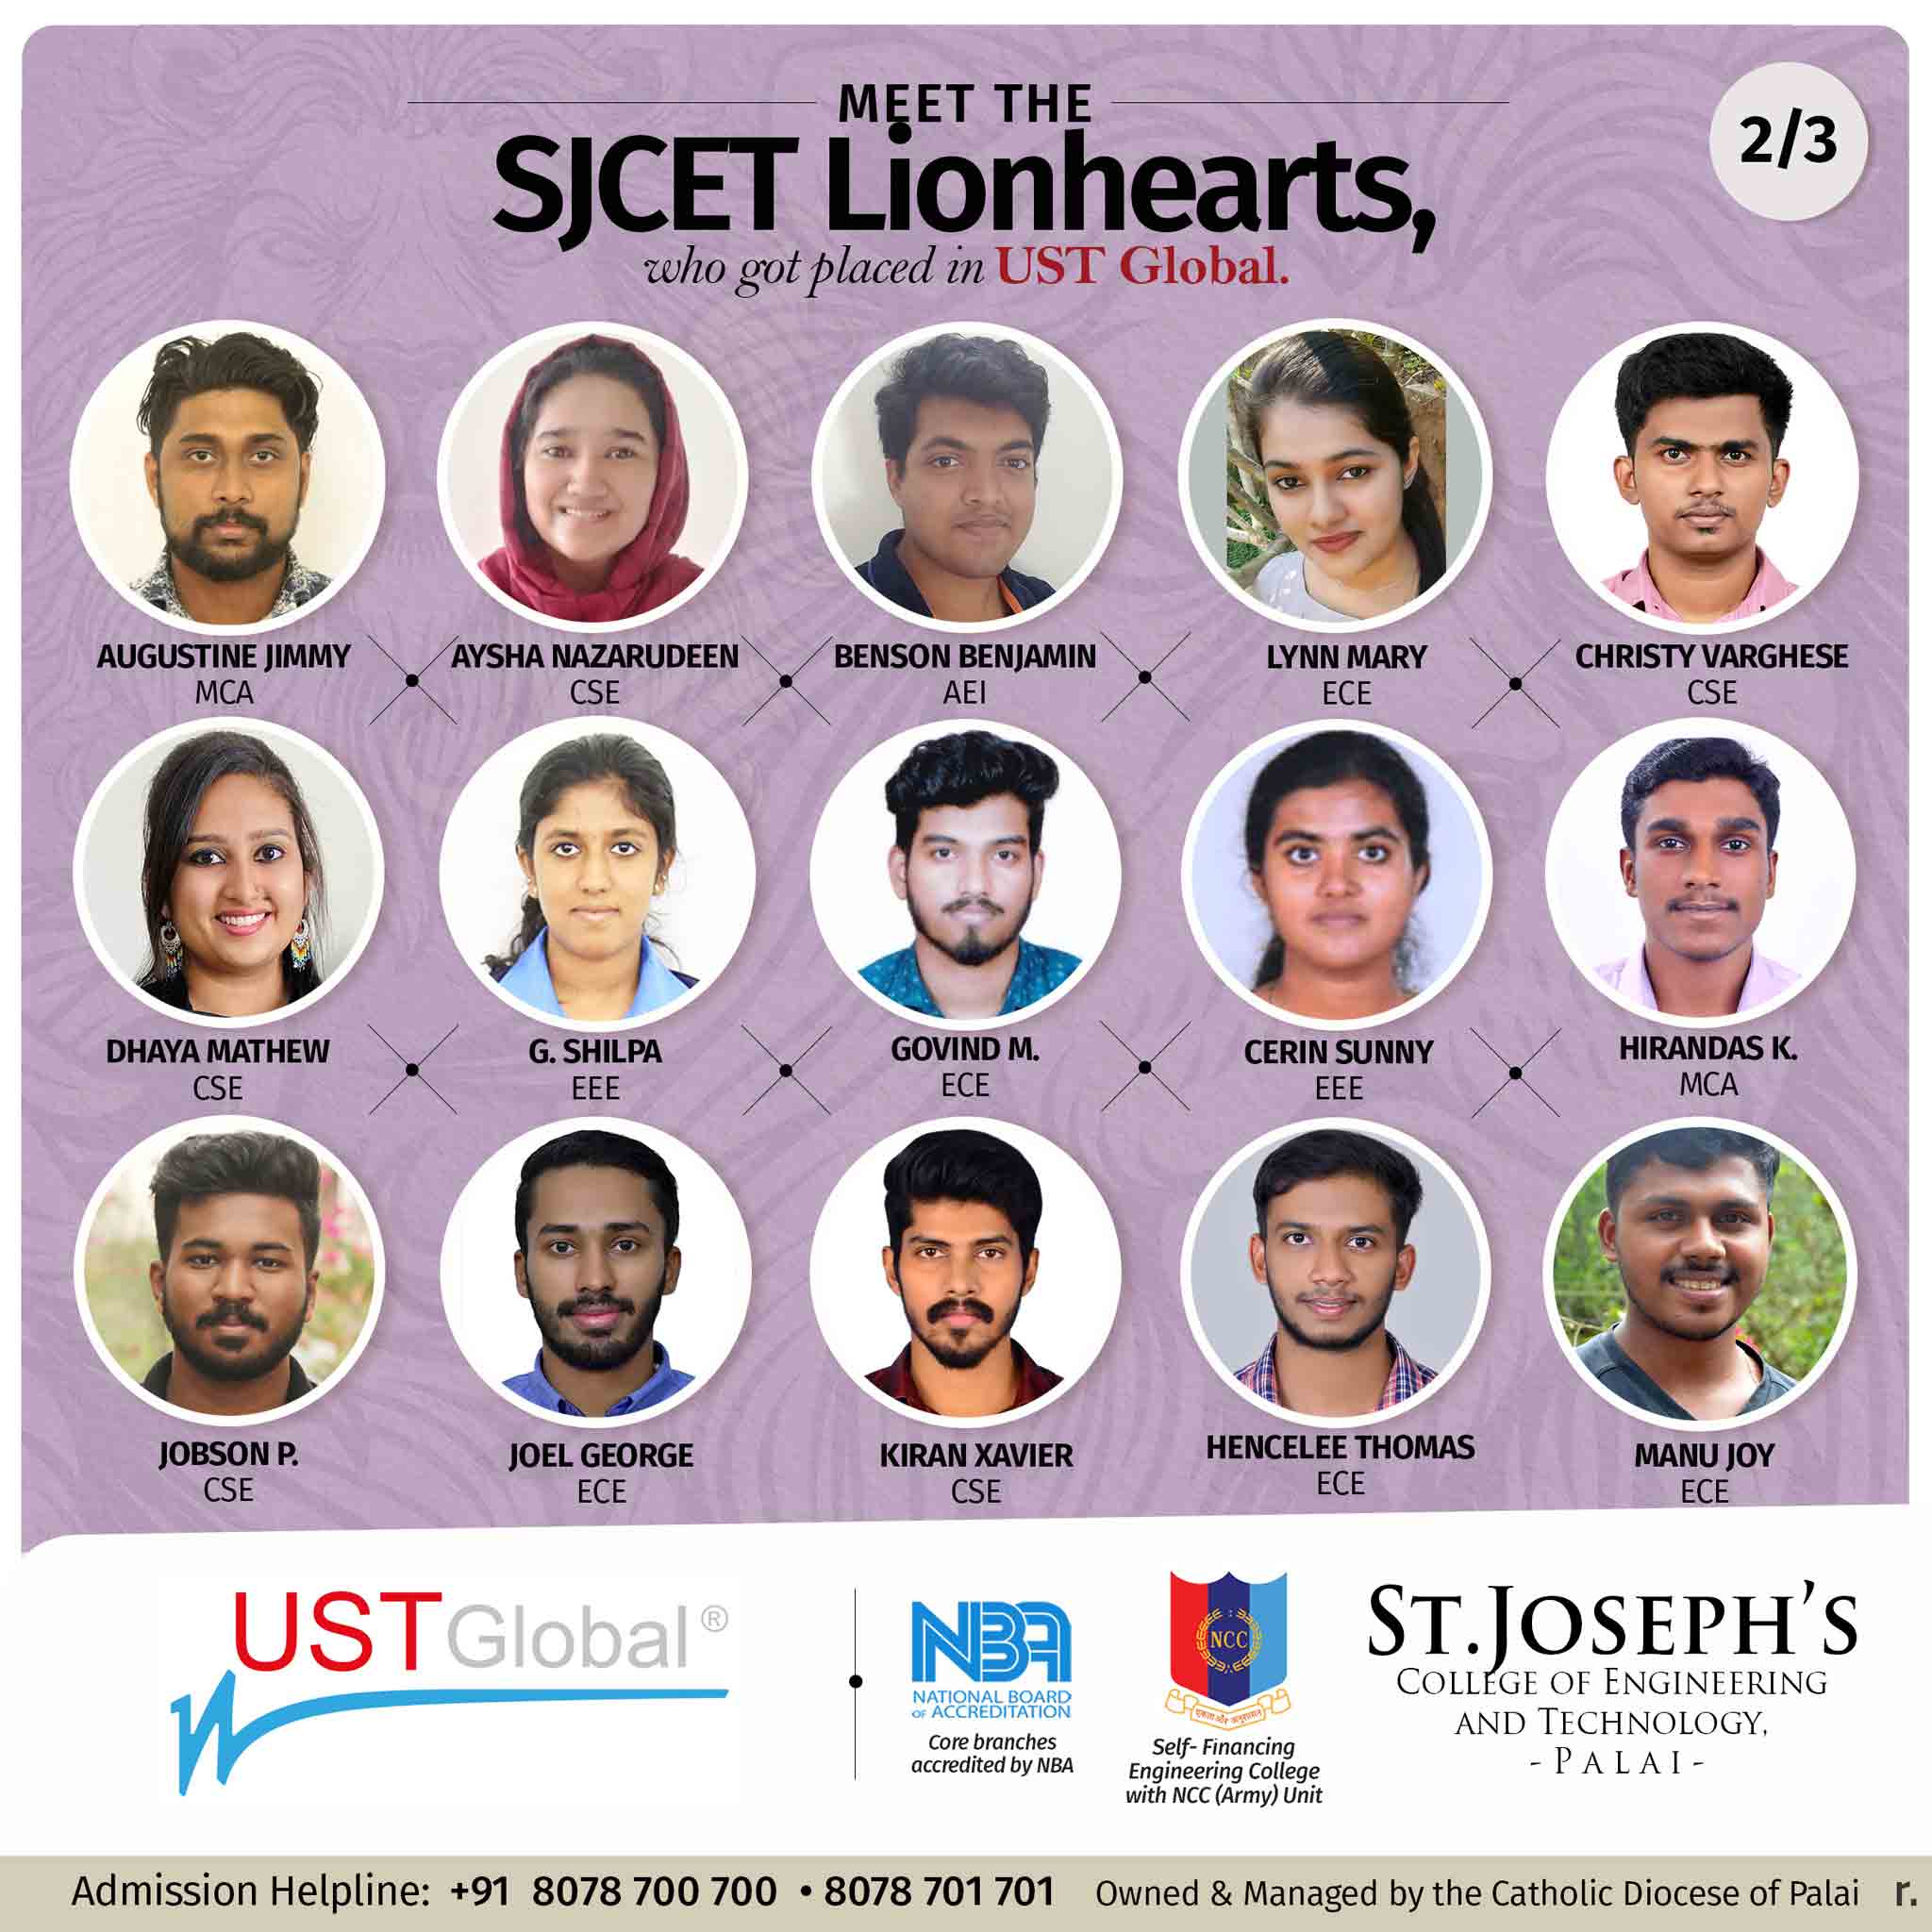 MEET THE
2/3
SJCET Lionhearts,
who got placed in UST Global.
AUGUSTINE JIMMY
MCA
AYSHA NAZARUDEEN
CSE
BENSON BENJAMIN
AEI
LYNN MARY
ECE
CHRISTY VARGHESE
CSE
DHAYA MATHEW
CSE
G. SHILPA
EEE
GOVIND M.
ECE
CERIN SUNNY
EEE
HIRANDAS K.
MCA
JOBSON P.
CSE
JOEL GEORGE
ECE
KIRAN XAVIER
CSE
HENCELEE THOMAS
ECE
MANU JOY
ECE
USTGlobal®
NBA
NATIONAL BOARD
OF ACCREDITATION
Core branches
accredited by NBA
NCC
एकता और अनुशासन
Self- Financing
Engineering College
with NCC (Army) Unit
ST.JOSEPH'S
COLLEGE OF ENGINEERING
AND TECHNOLOGY,
- PALAI -
Admission Helpline: +91 8078 700 700 • 8078 701 701 Owned & Managed by the Catholic Diocese of Palai r.